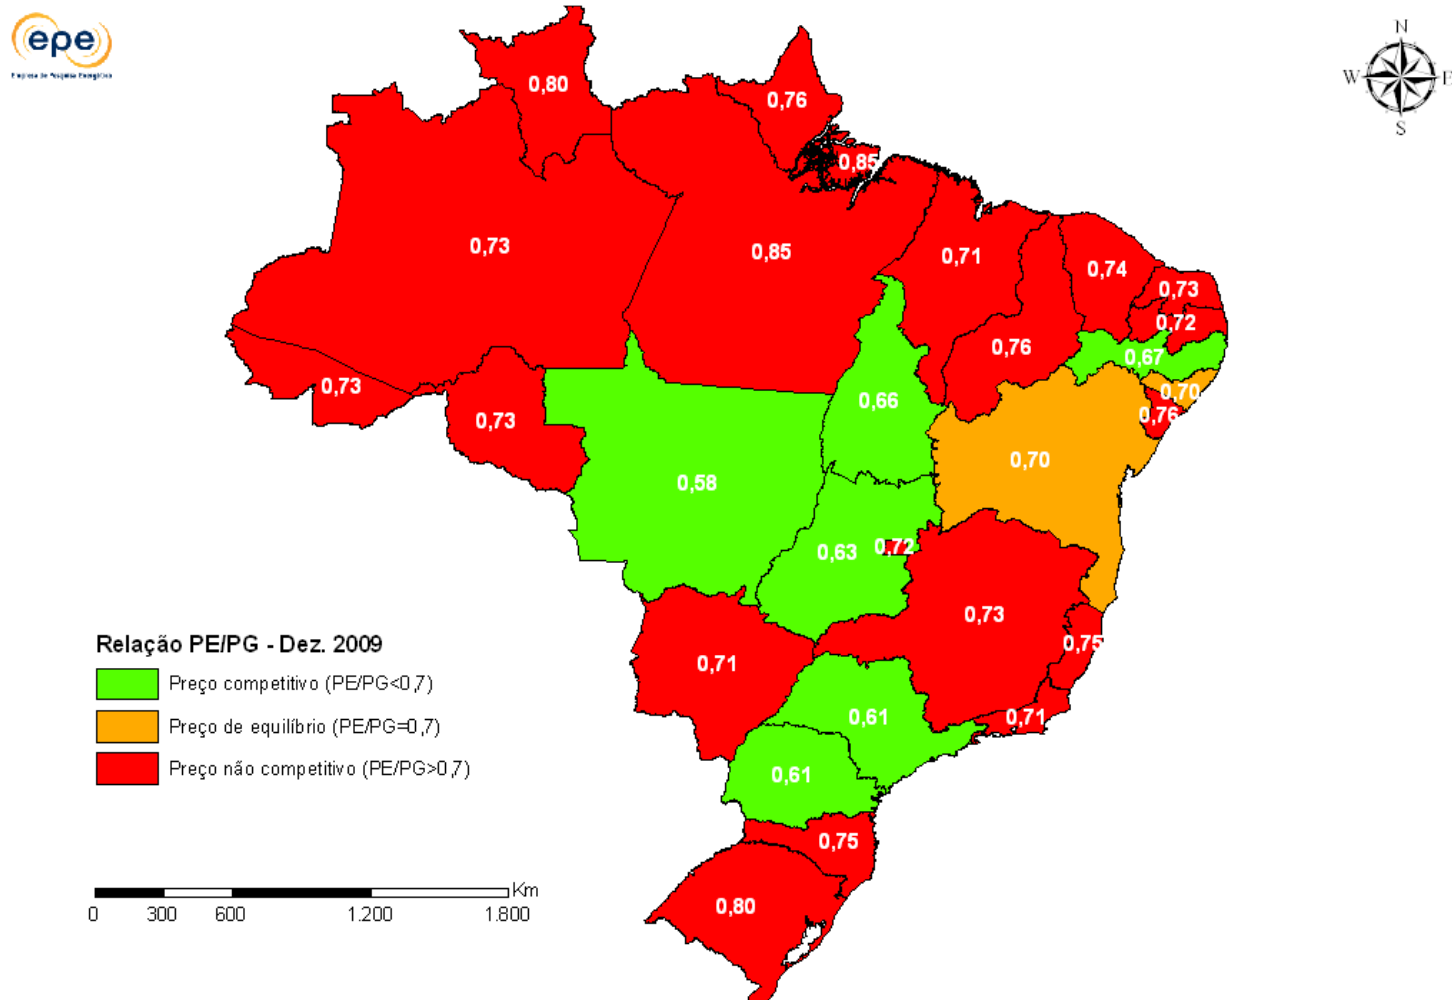 epe
Empresa de Pesquisa Energética
N
W E
S
0,80
0,76
0,85
0,73
0,85
0,71
0,74
0,73
0,72
0,67
0,76
0,70
0,76
0,73
0,73
0,66
0,70
0,58
0,63
0,72
0,73
0,75
0,71
0,71
0,61
0,61
0,75
0,80
Relação PE/PG - Dez. 2009
Preço competitivo (PE/PG<0,7)
Preço de equilíbrio (PE/PG=0,7)
Preço não competitivo (PE/PG>0,7)
Km
0 300 600 1.200 1.800